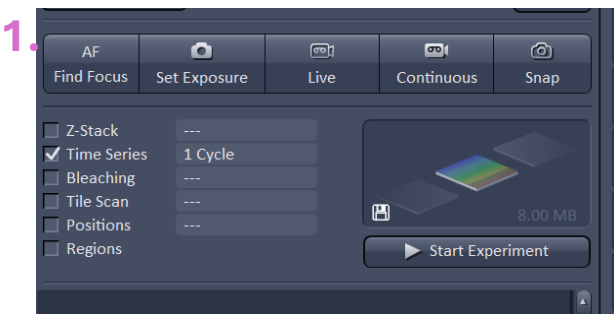 1.
AF
Find Focus Set Exposure Live Continuous Snap
Z-Stack ---
Time Series 1 Cycle
Bleaching ---
Tile Scan ---
Positions ---
Regions
8.00 MB
Start Experiment